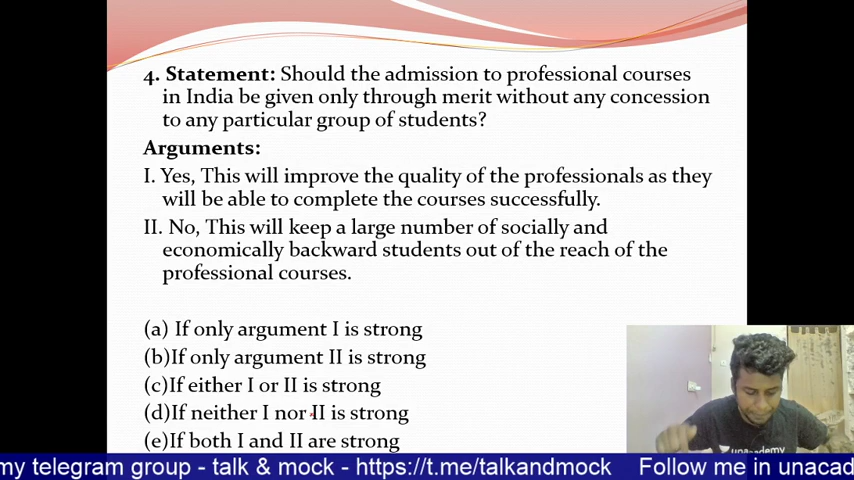 4. Statement: Should the admission to professional courses
in India be given only through merit without any concession
to any particular group of students?
Arguments:
I. Yes, This will improve the quality of the professionals as they
will be able to complete the courses successfully.
II. No, This will keep a large number of socially and
economically backward students out of the reach of the
professional courses.
(a) If only argument I is strong
(b)If only argument II is strong
(c)If either I or II is strong
(d)If neither I nor II is strong
(e)If both I and II are strong
unacademy
my telegram group - talk & mock - https://t.me/talkandmock Follow me in unacad